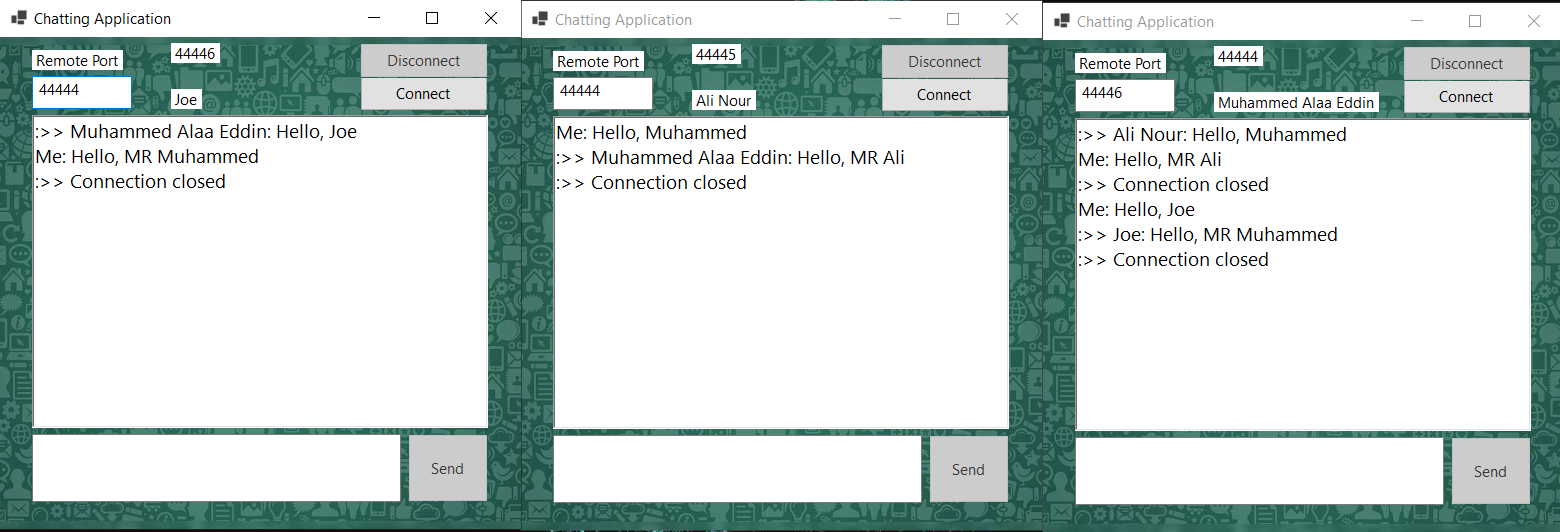 Chatting Application
Remote Port
44446
Disconnect
44444
Joe
Connect
:>> Muhammed Alaa Eddin: Hello, Joe
Me: Hello, MR Muhammed
:>> Connection closed
Send
Chatting Application
Remote Port
44445
Disconnect
44444
Ali Nour
Connect
Me: Hello, Muhammed
:>> Muhammed Alaa Eddin: Hello, MR Ali
:>> Connection closed
Send
Chatting Application
Remote Port
44444
Disconnect
44446
Muhammed Alaa Eddin
Connect
:>> Ali Nour: Hello, Muhammed
Me: Hello, MR Ali
:>> Connection closed
Me: Hello, Joe
:>> Joe: Hello, MR Muhammed
:>> Connection closed
Send